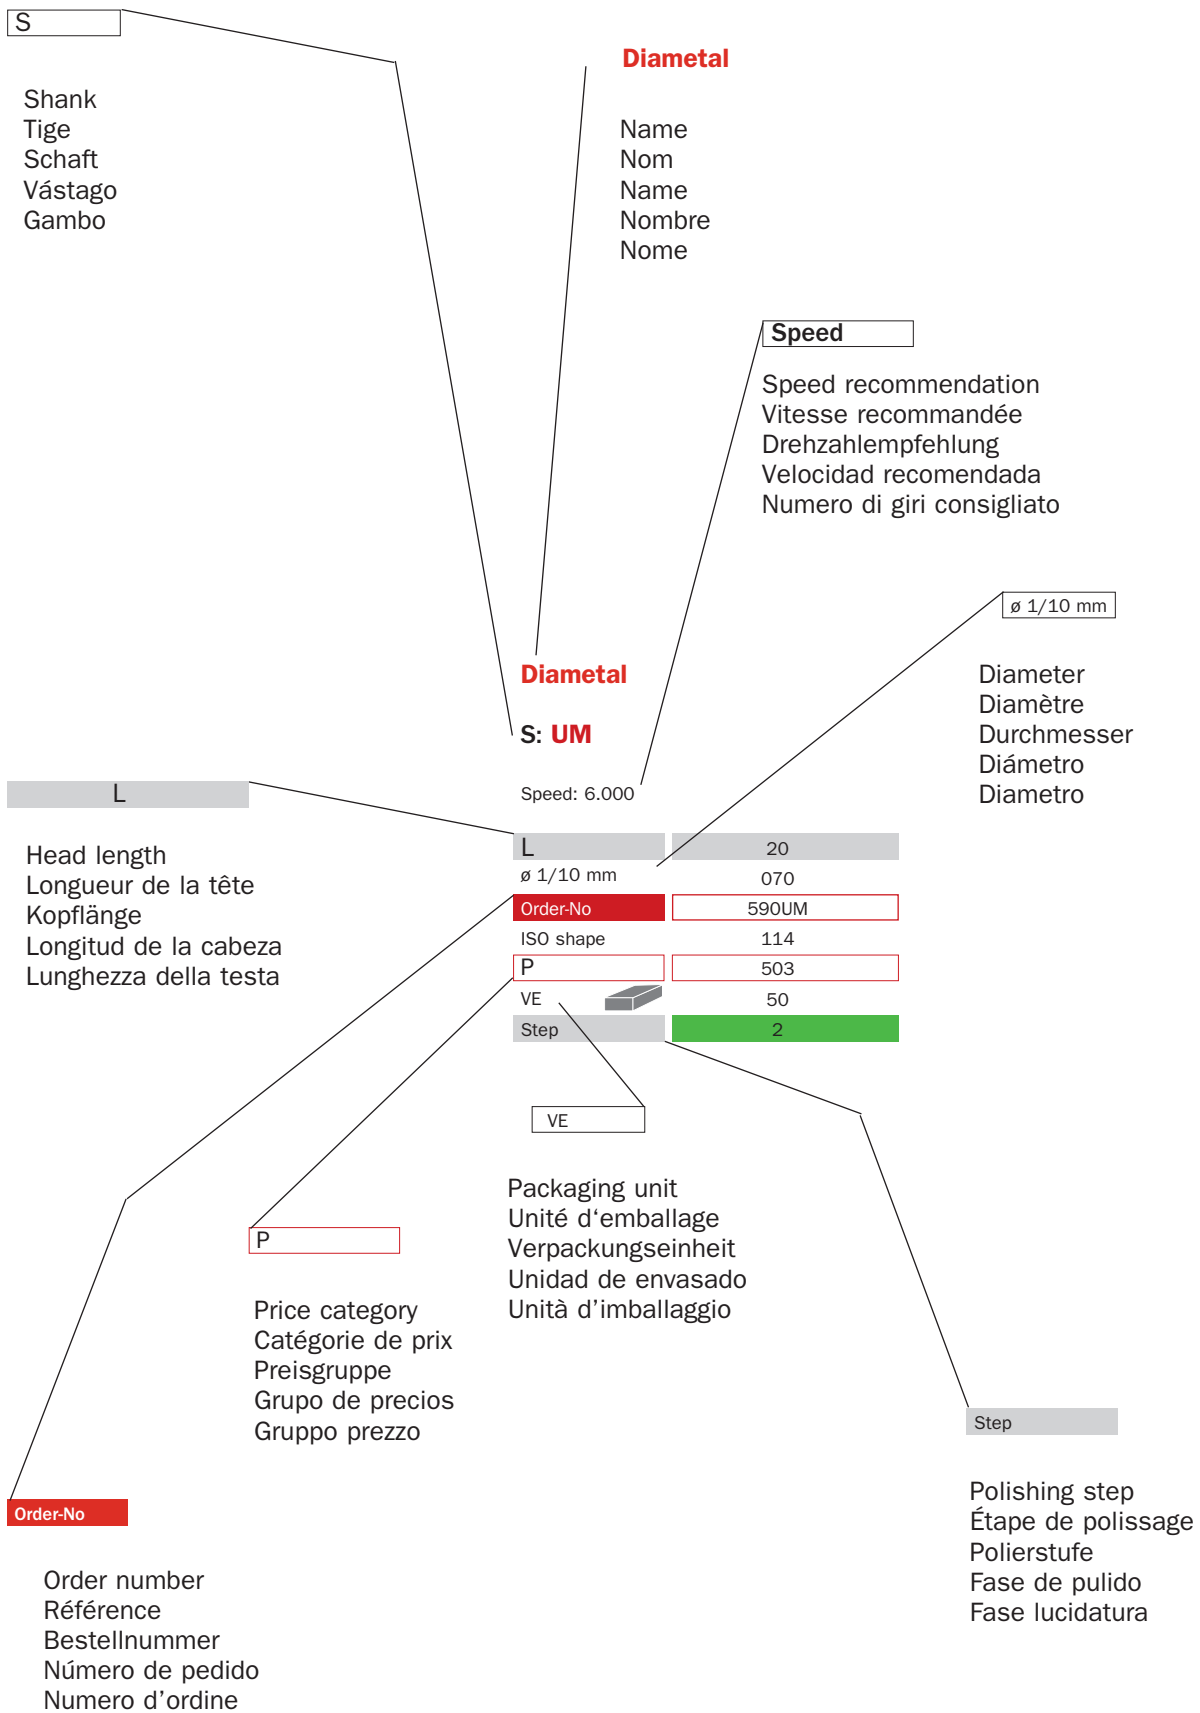 S
Shank
Tige
Schaft
Vástago
Gambo
Diametal
Name
Nom
Name
Nombre
Nome
Speed
Speed recommendation
Vitesse recommandée
Drehzahlempfehlung
Velocidad recomendada
Numero di giri consigliato
ø 1/10 mm
Diameter
Diamètre
Durchmesser
Diámetro
Diametro
L
Head length
Longueur de la tête
Kopflänge
Longitud de la cabeza
Lunghezza della testa
Diametal
S: UM
Speed: 6.000
L 20
ø 1/10 mm 070
Order-No 590UM
ISO shape 114
P 503
VE 50
Step 2
VE
Packaging unit
Unité d‘emballage
Verpackungseinheit
Unidad de envasado
Unità d’imballaggio
P
Price category
Catégorie de prix
Preisgruppe
Grupo de precios
Gruppo prezzo
Step
Polishing step
Étape de polissage
Polierstufe
Fase de pulido
Fase lucidatura
Order-No
Order number
Référence
Bestellnummer
Número de pedido
Numero d’ordine